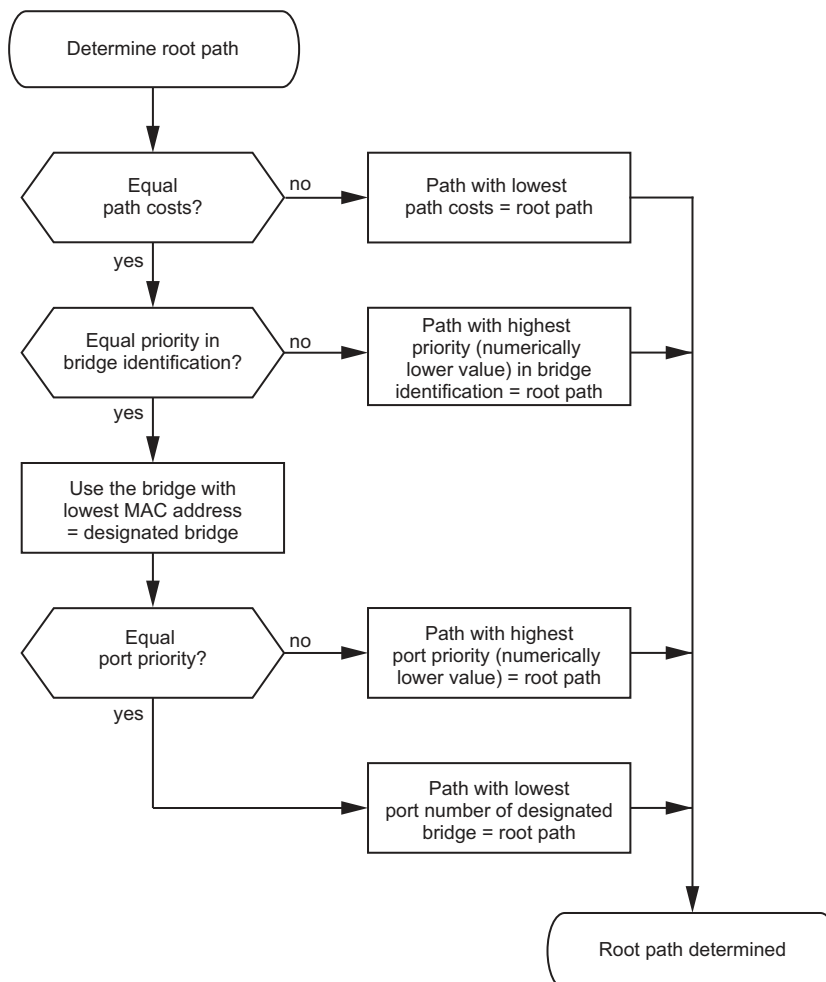 Determine root path
Equal
path costs?
no
Path with lowest
path costs = root path
yes
Equal priority in
bridge identification?
no
Path with highest
priority (numerically
lower value) in bridge
identification = root path
yes
Use the bridge with
lowest MAC address
= designated bridge
Equal
port priority?
no
Path with highest
port priority (numerically
lower value) = root path
yes
Path with lowest
port number of designated
bridge = root path
Root path determined